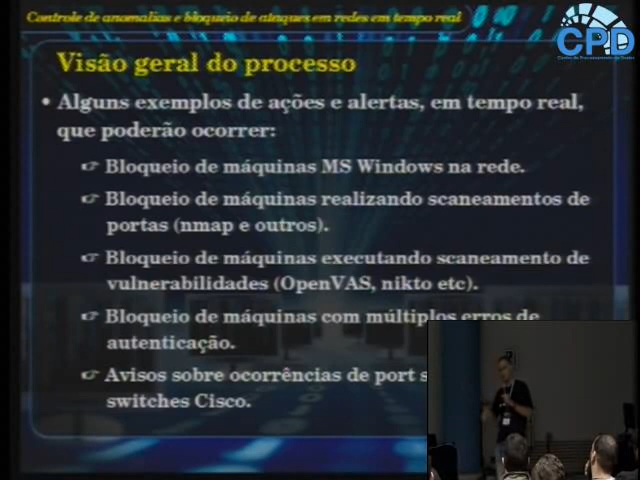 Controle de anomalias e bloqueio de ataques em redes em tempo real
CPD
Centro de Processamento de Dados
Visão geral do processo
• Alguns exemplos de ações e alertas, em tempo real,
que poderão ocorrer:
☞ Bloqueio de máquinas MS Windows na rede.
☞ Bloqueio de máquinas realizando scaneamentos de
portas (nmap e outros).
☞ Bloqueio de máquinas executando scaneamento de
vulnerabilidades (OpenVAS, nikto etc).
☞ Bloqueio de máquinas com múltiplos erros de
autenticação.
☞ Avisos sobre ocorrências de port s
switches Cisco.